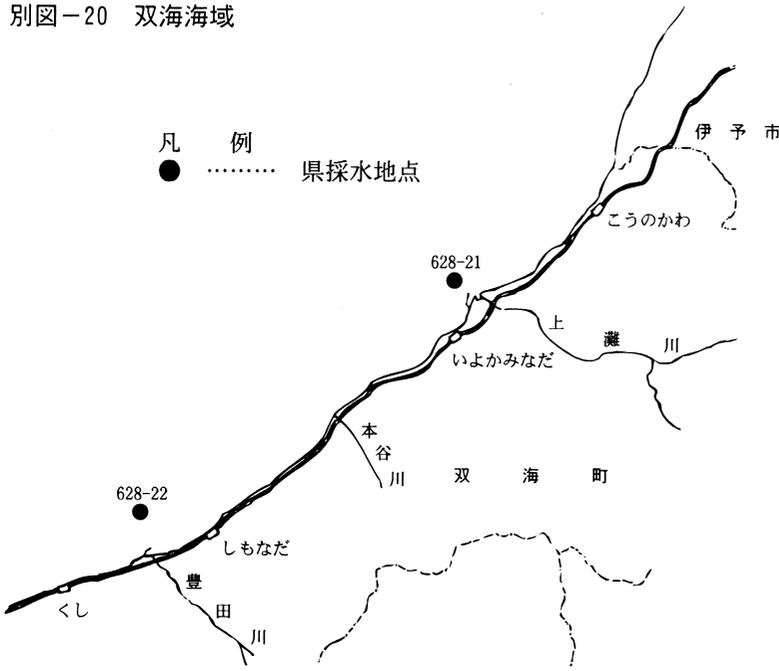 別図－20 双海海域
凡 例
● ……… 県採水地点
伊予市
こうのかわ
628-21
上灘川
いよかみなだ
本谷川
双海町
628-22
しもなだ
豊田川
くし